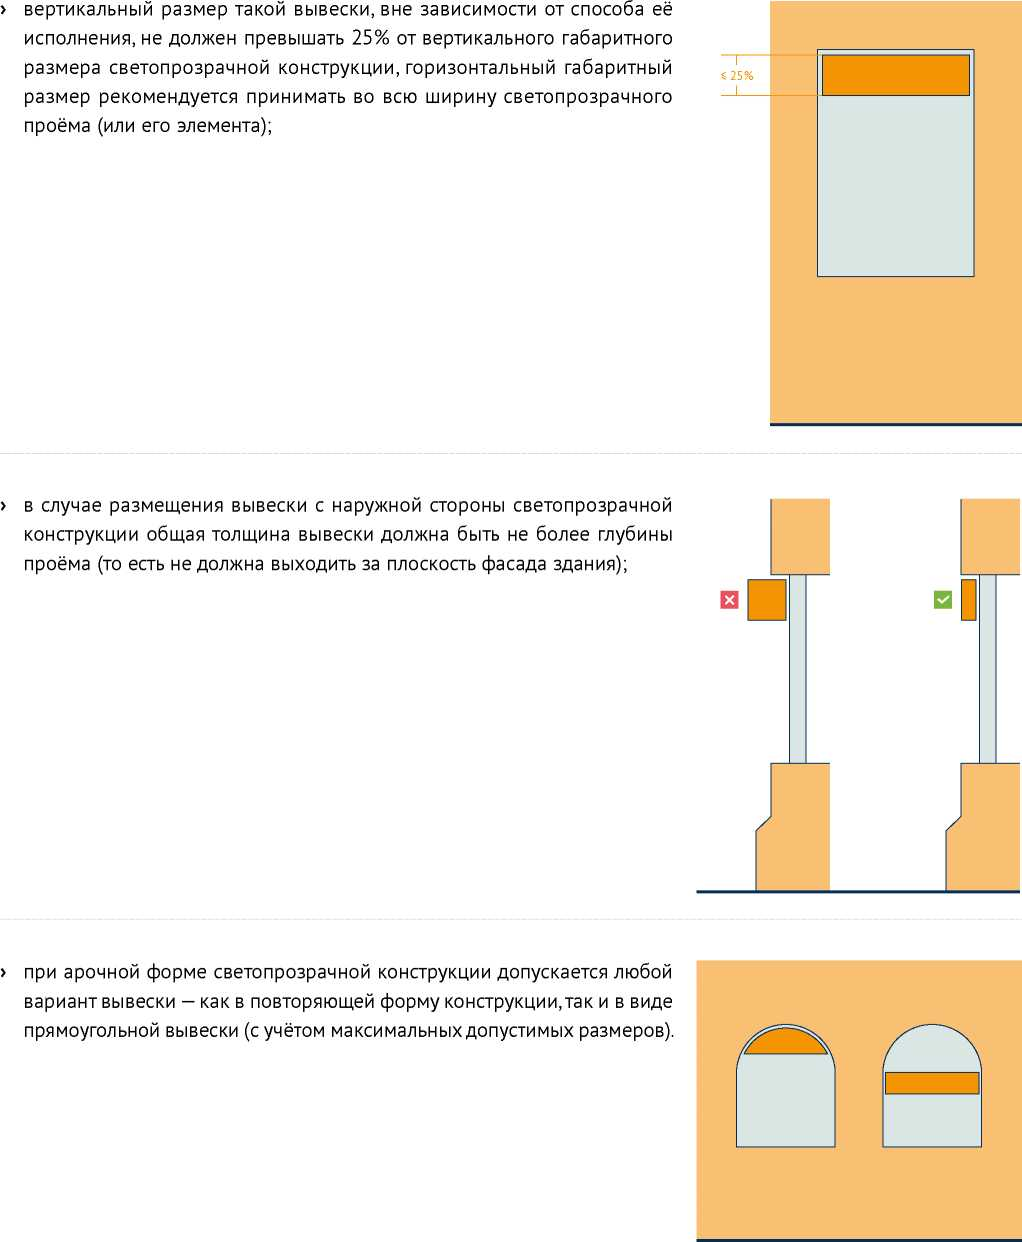 › вертикальный размер такой вывески, вне зависимости от способа её
исполнения, не должен превышать 25% от вертикального габаритного
размера светопрозрачной конструкции, горизонтальный габаритный
размер рекомендуется принимать во всю ширину светопрозрачного
проёма (или его элемента);
≤ 25%
› в случае размещения вывески с наружной стороны светопрозрачной
конструкции общая толщина вывески должна быть не более глубины
проёма (то есть не должна выходить за плоскость фасада здания);
› при арочной форме светопрозрачной конструкции допускается любой
вариант вывески — как в повторяющей форму конструкции, так и в виде
прямоугольной вывески (с учётом максимальных допустимых размеров).